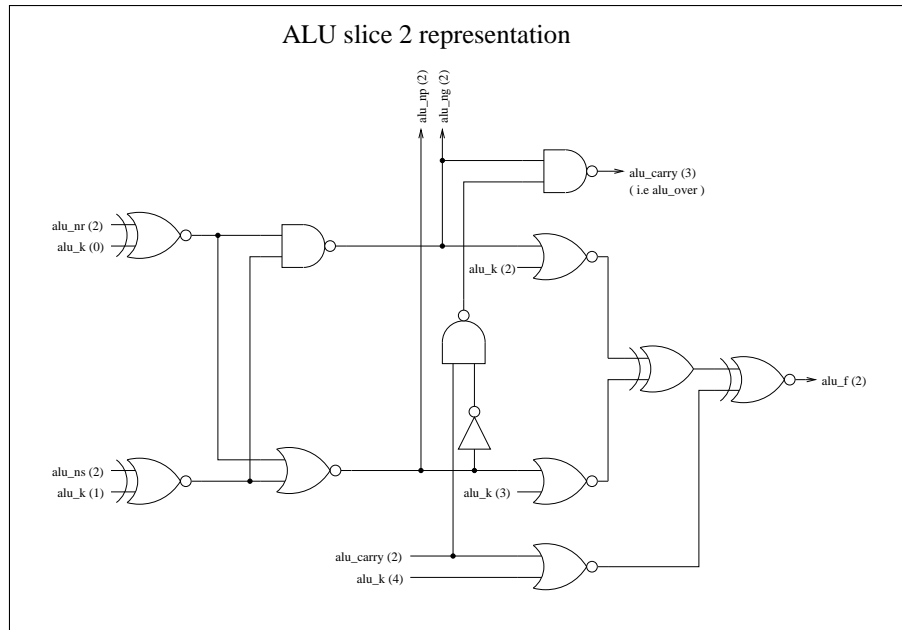 ALU slice 2 representation
alu_np (2)
alu_ng (2)
alu_carry (3)
( i.e alu_over )
alu_nr (2)
alu_k (0)
alu_k (2)
alu_f (2)
alu_ns (2)
alu_k (1)
alu_k (3)
alu_carry (2)
alu_k (4)